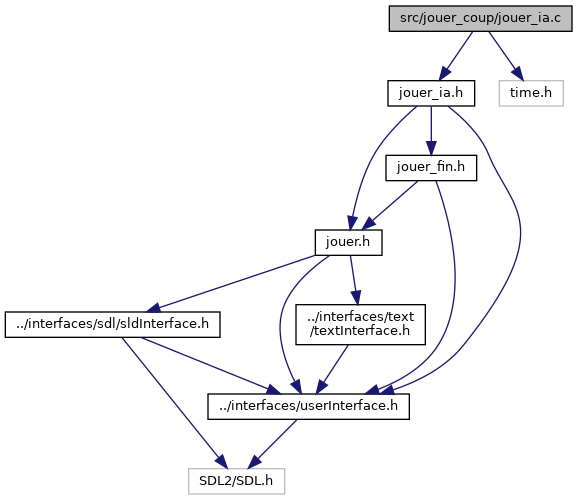 src/jouer_coup/jouer_ia.c
jouer_ia.h
time.h
jouer_fin.h
jouer.h
../interfaces/sdl/sldInterface.h
../interfaces/text
/textInterface.h
../interfaces/userInterface.h
SDL2/SDL.h